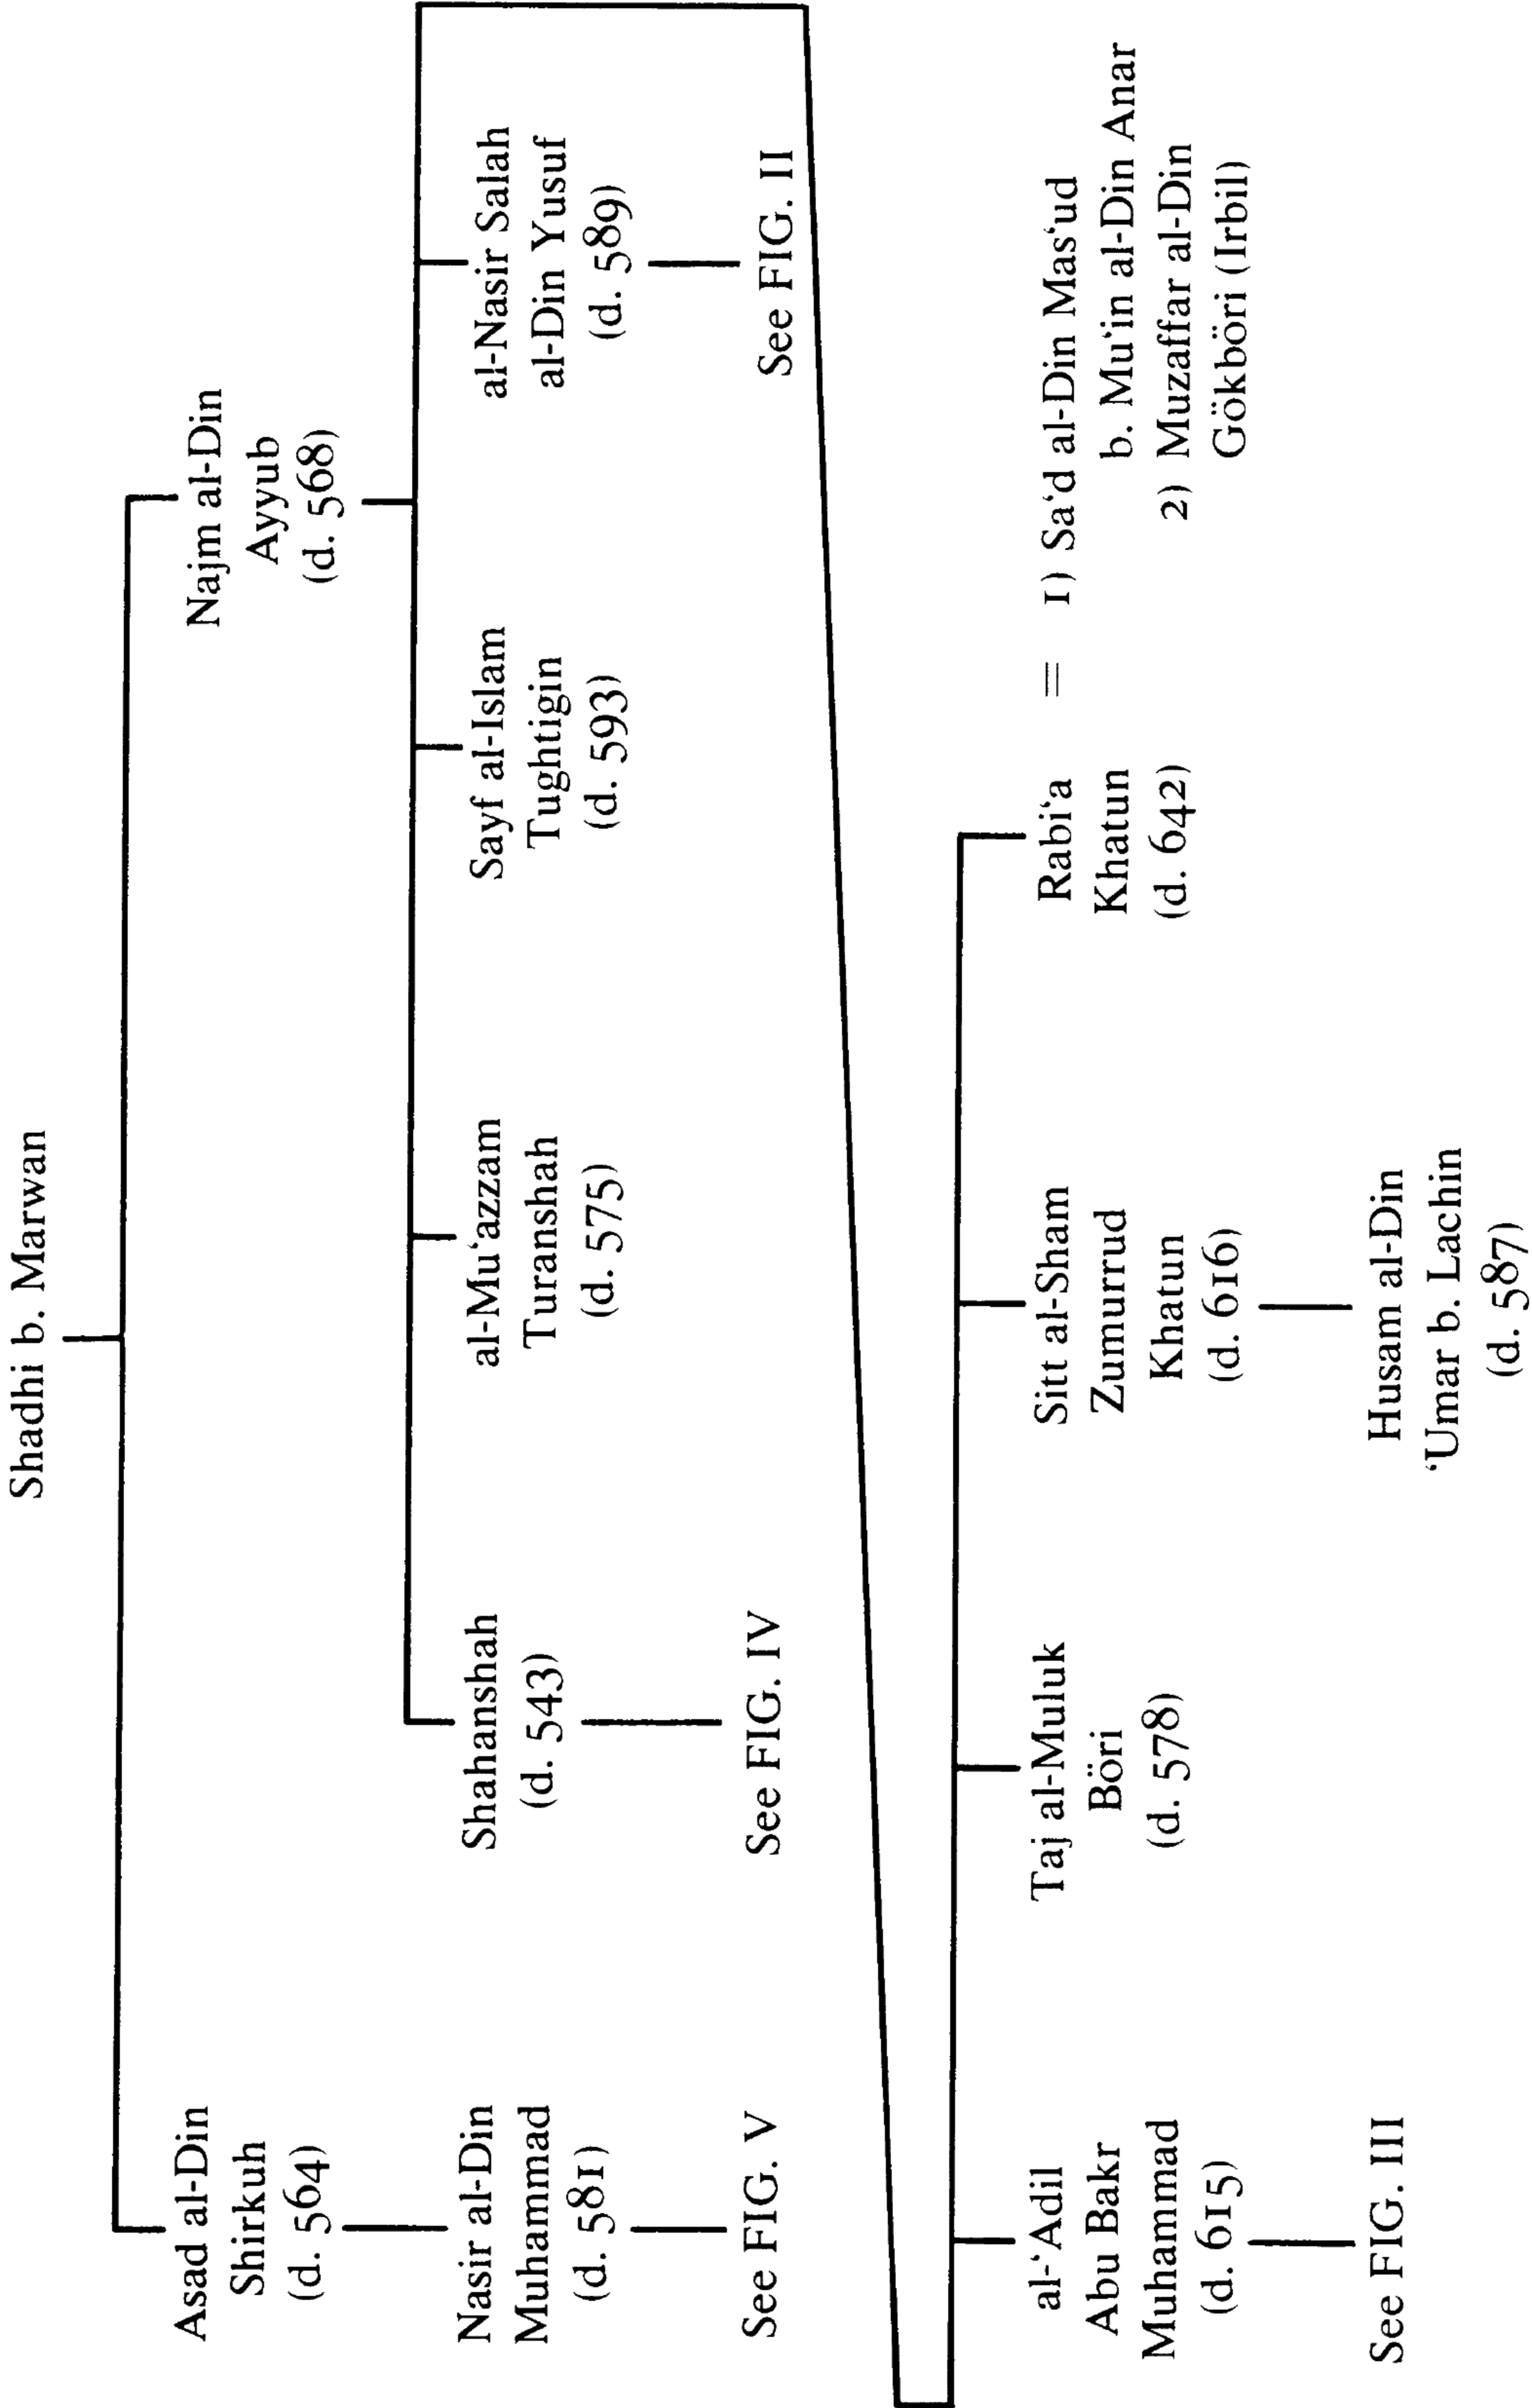 Shadhi b. Marwan
Asad al-Din
Shirkuh
(d. 564)
Najm al-Din
Ayyub
(d. 568)
Nasir al-Din
Muhammad
(d. 581)
See FIG. V
Shahanshah
(d. 543)
See FIG. IV
al-Mu‘azzam
Turanshah
(d. 575)
Sayf al-Islam
Tughtigin
(d. 593)
al-Nasir Salah
al-Din Yusuf
(d. 589)
See FIG. II
al-‘Adil
Abu Bakr
Muhammad
(d. 615)
See FIG. III
Taj al-Muluk
Böri
(d. 578)
Sitt al-Sham
Zumurrud
Khatun
(d. 616)
Husam al-Din
‘Umar b. Lachin
(d. 587)
Rabi‘a
Khatun
(d. 642)
= 1) Sa‘d al-Din Mas‘ud
b. Mu‘in al-Din Anar
2) Muzaffar al-Din
Gökböri (Irbil)